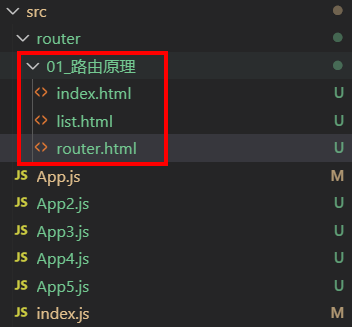 src
router
01_路由原理
<> index.html U
<> list.html U
<> router.html U
JS App.js M
JS App2.js U
JS App3.js U
JS App4.js U
JS App5.js U
JS index.js M